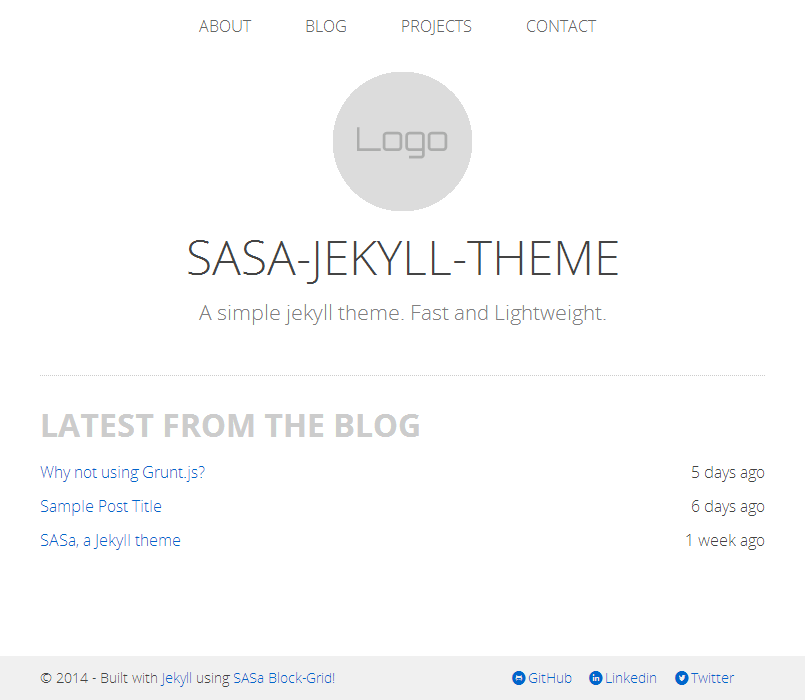 ABOUT BLOG PROJECTS CONTACT
Logo
SASA-JEKYLL-THEME
A simple jekyll theme. Fast and Lightweight.
LATEST FROM THE BLOG
Why not using Grunt.js? 5 days ago
Sample Post Title 6 days ago
SASa, a Jekyll theme 1 week ago
© 2014 - Built with Jekyll using SASa Block-Grid! GitHub Linkedin Twitter